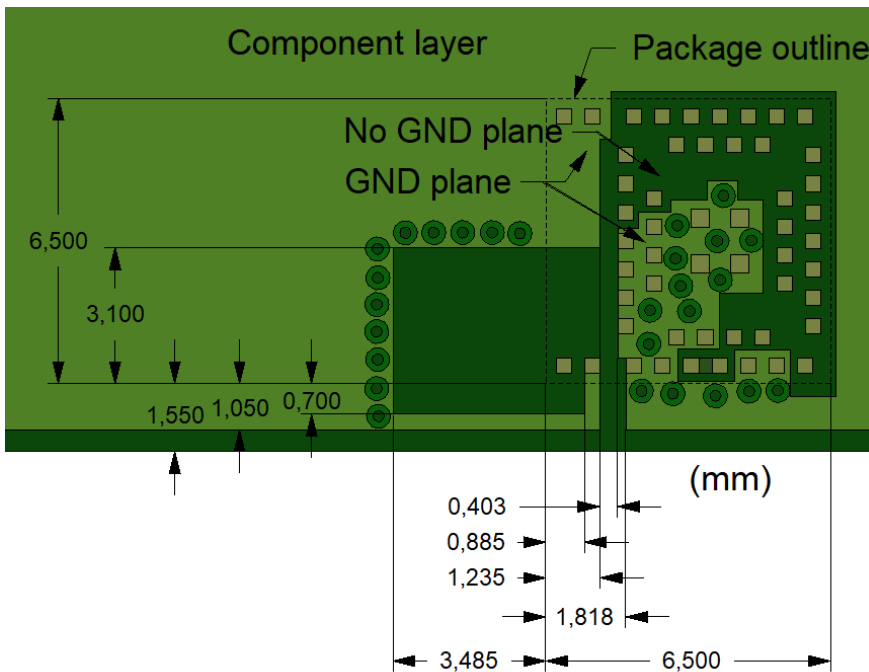 Component layer
Package outline
No GND plane
GND plane
6,500
3,100
1,550
1,050
0,700
(mm)
0,403
0,885
1,235
1,818
3,485
6,500